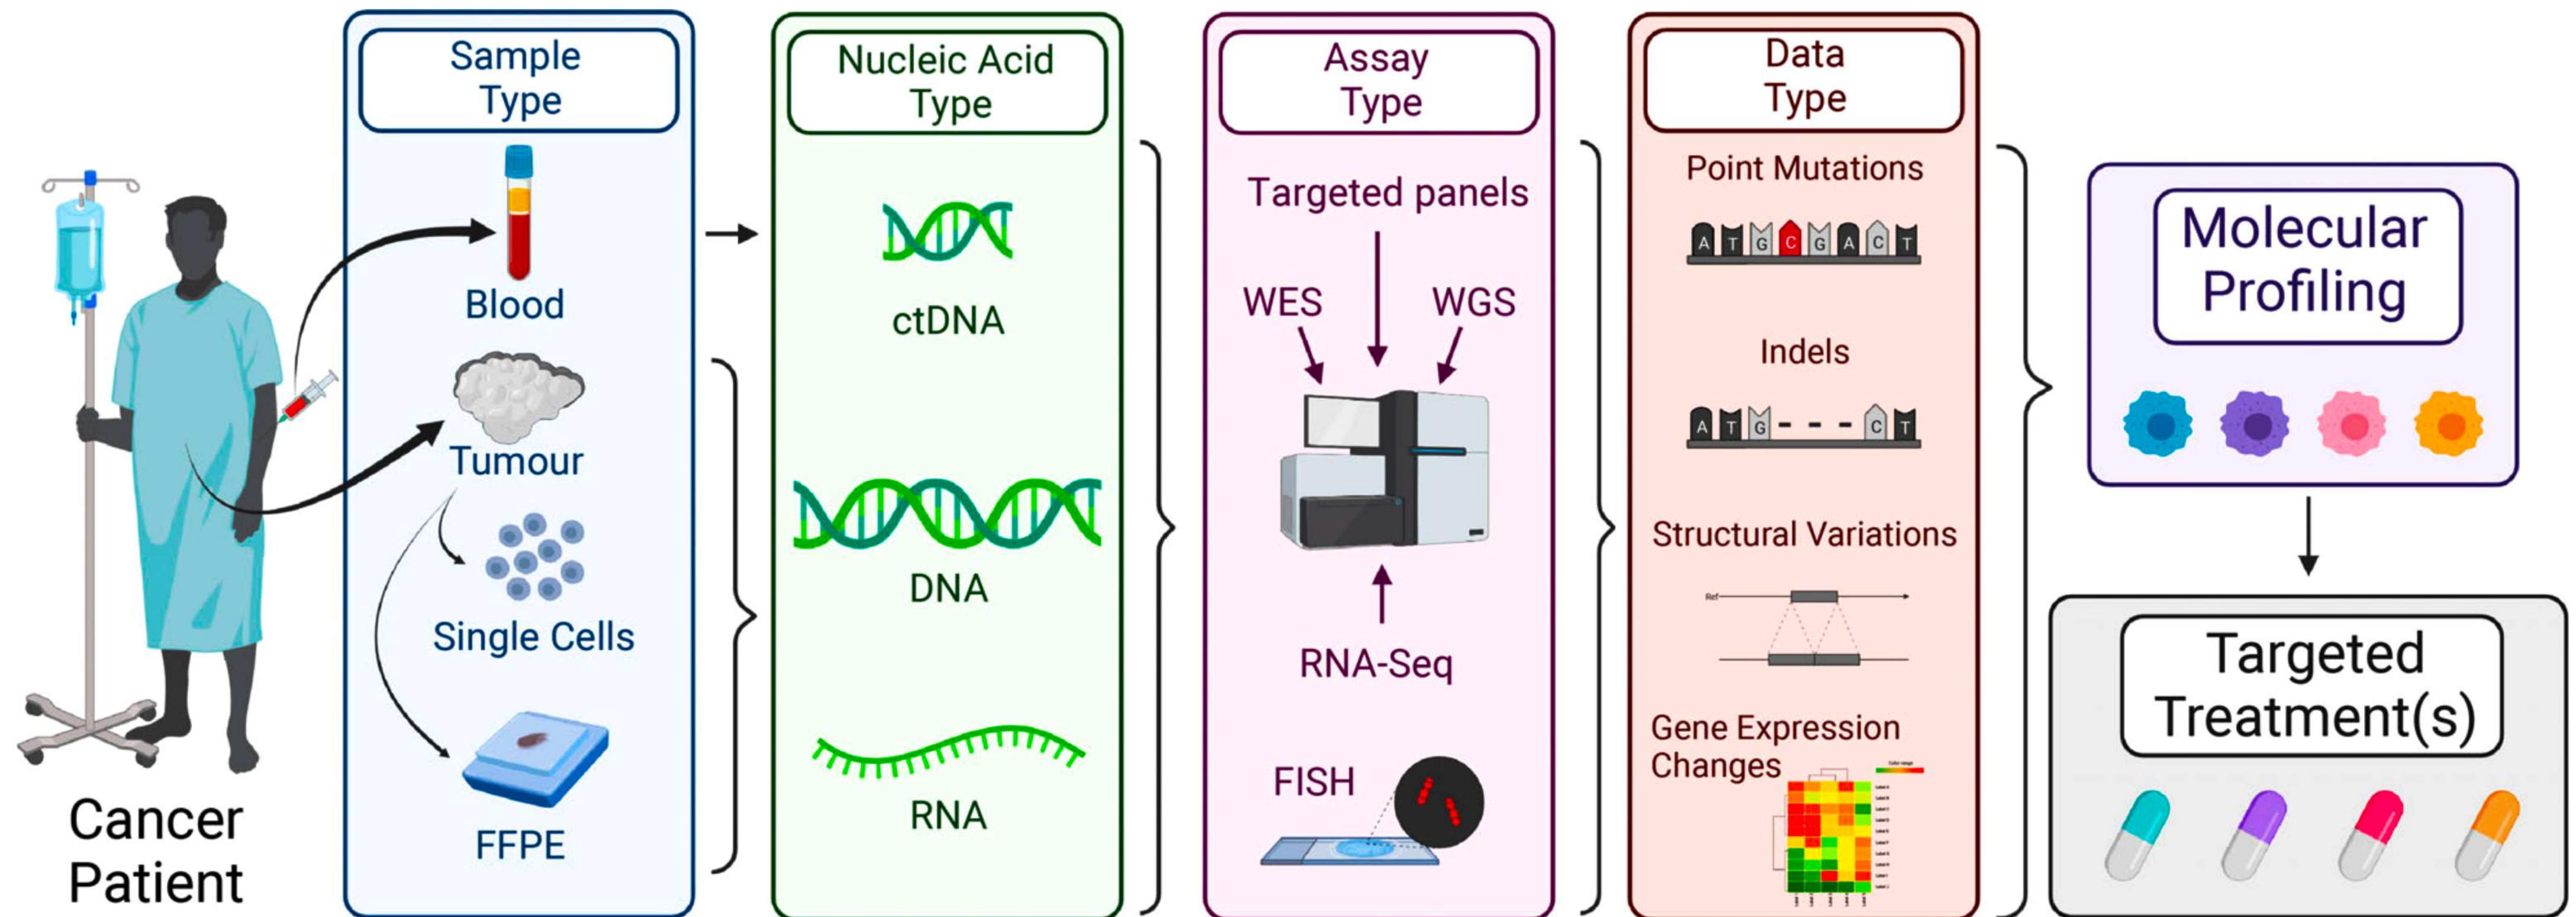 Cancer
Patient
Sample
Type
Blood
Tumour
Single Cells
FFPE
Nucleic Acid
Type
ctDNA
DNA
RNA
Assay
Type
Targeted panels
WES
WGS
RNA-Seq
FISH
Data
Type
Point Mutations
A T G C G A C T
Indels
A T G - - - C T
Structural Variations
Ref
Gene Expression
Changes
Molecular
Profiling
Targeted
Treatment(s)